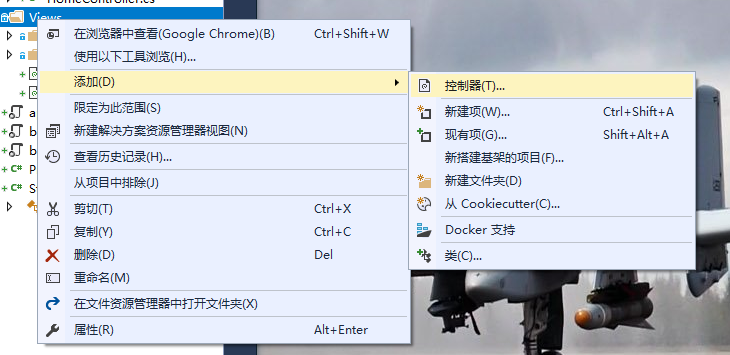 HomeController.cs
Views
在浏览器中查看(Google Chrome)(B) Ctrl+Shift+W
使用以下工具浏览(H)...
添加(D)
限定为此范围(S)
新建解决方案资源管理器视图(N)
查看历史记录(H)...
从项目中排除(J)
剪切(T) Ctrl+X
复制(Y) Ctrl+C
删除(D) Del
重命名(M)
在文件资源管理器中打开文件夹(X)
属性(R) Alt+Enter
控制器(T)...
新建项(W)... Ctrl+Shift+A
现有项(G)... Shift+Alt+A
新搭建基架的项目(F)...
新建文件夹(D)
从 Cookiecutter(C)...
Docker 支持
类(C)...
a
b
b
C# P
C# S